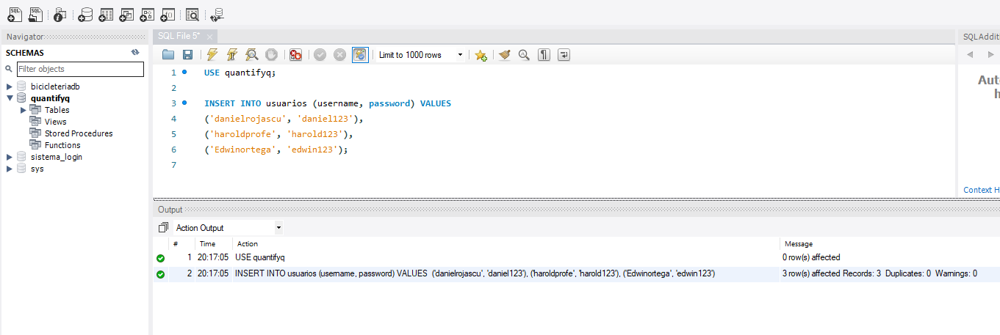 Navigator
SQL File 5*
SQLAdditi
SCHEMAS
Limit to 1000 rows
Filter objects
bicicleteriadb
quantifyq
Tables
Views
Stored Procedures
Functions
sistema_login
sys
1 USE quantifyq;
2
3 INSERT INTO usuarios (username, password) VALUES
4 ('danielrojascu', 'daniel123'),
5 ('haroldprofe', 'harold123'),
6 ('Edwinortega', 'edwin123');
7
Aut
h
Context H
Output
Action Output
# Time Action Message
1 20:17:05 USE quantifyq 0 row(s) affected
2 20:17:05 INSERT INTO usuarios (username, password) VALUES ('danielrojascu', 'daniel123'), ('haroldprofe', 'harold123'), ('Edwinortega', 'edwin123') 3 row(s) affected Records: 3 Duplicates: 0 Warnings: 0